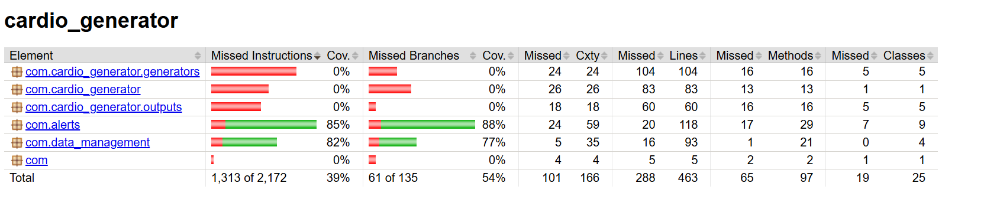 cardio_generator
Element Missed Instructions Cov. Missed Branches Cov. Missed Cxty Missed Lines Missed Methods Missed Classes
com.cardio_generator.generators 0% 0% 24 24 104 104 16 16 5 5
com.cardio_generator 0% 0% 26 26 83 83 13 13 1 1
com.cardio_generator.outputs 0% 0% 18 18 60 60 16 16 5 5
com.alerts 85% 88% 24 59 20 118 17 29 7 9
com.data_management 82% 77% 5 35 16 93 1 21 0 4
com 0% 0% 4 4 5 5 2 2 1 1
Total 1,313 of 2,172 39% 61 of 135 54% 101 166 288 463 65 97 19 25